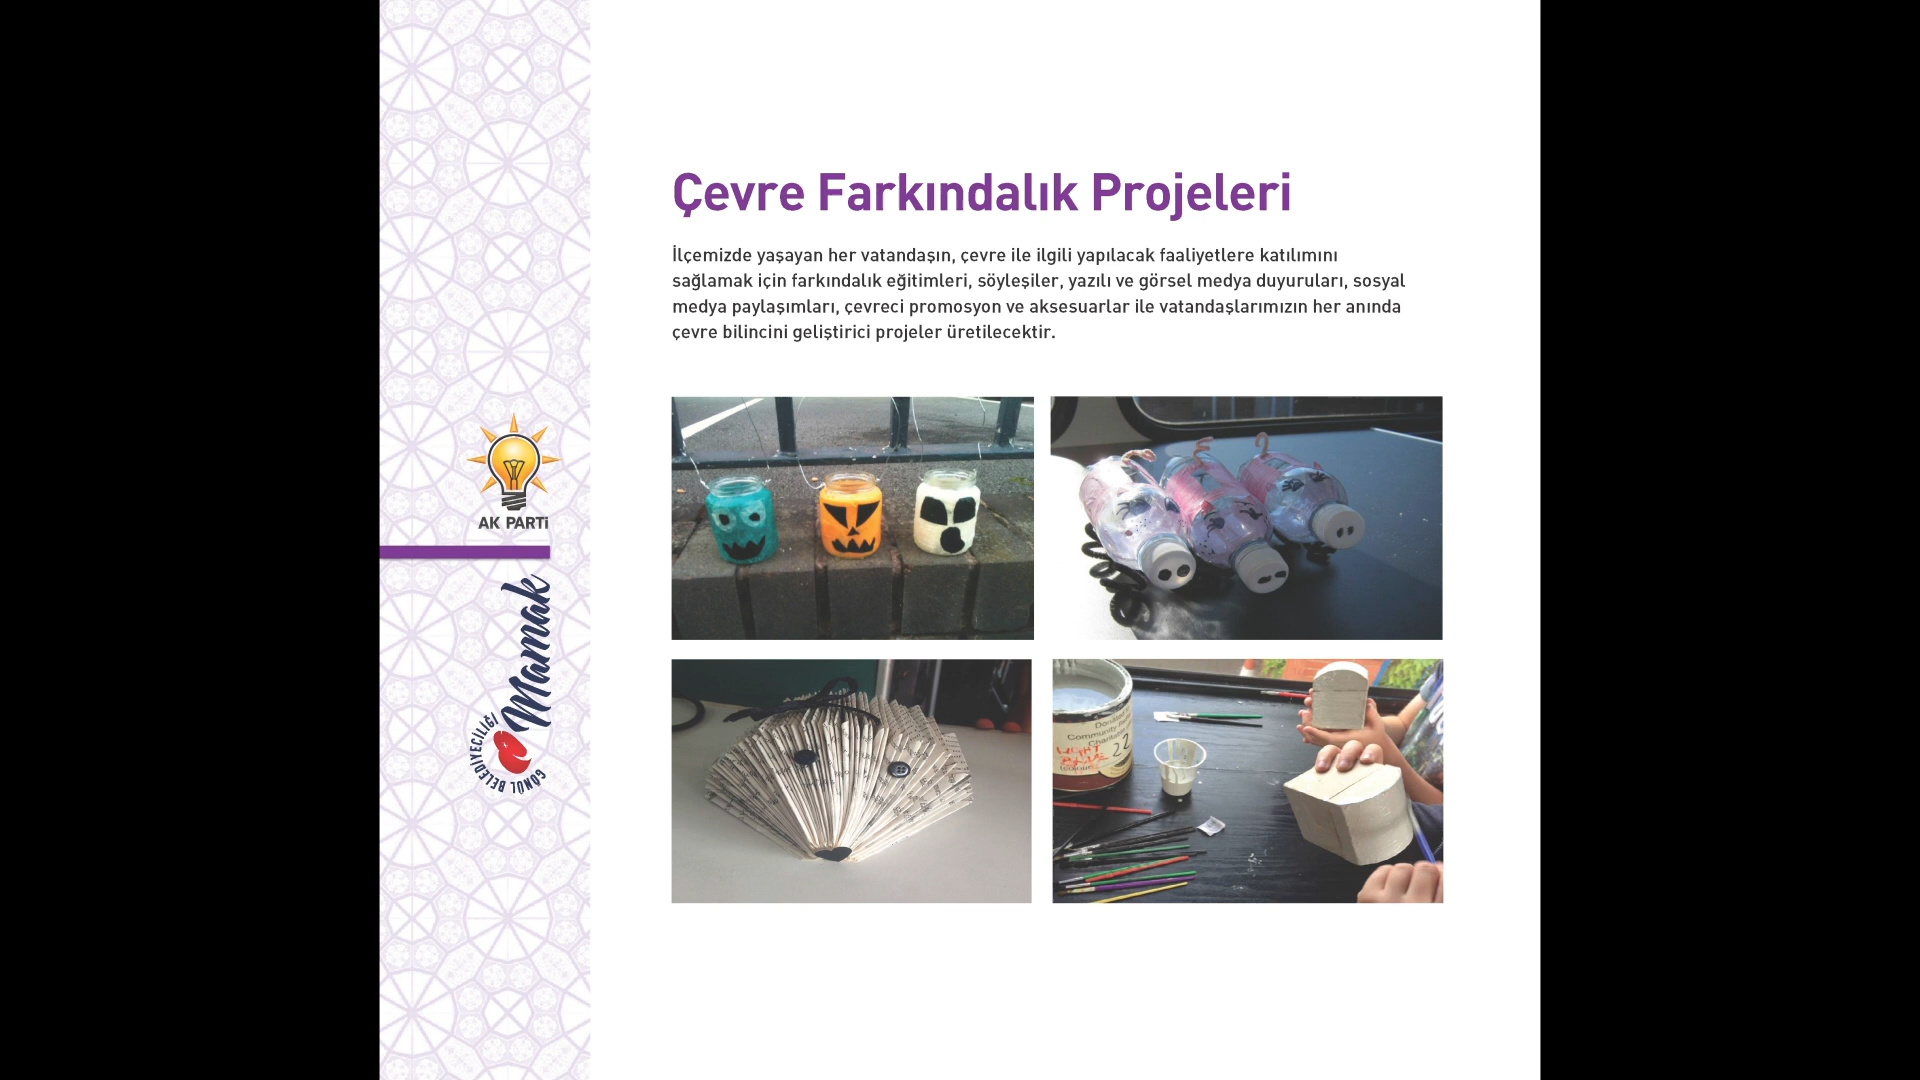 Çevre Farkındalık Projeleri
İlçemizde yaşayan her vatandaşın, çevre ile ilgili yapılacak faaliyetlere katılımını
sağlamak için farkındalık eğitimleri, söyleşiler, yazılı ve görsel medya duyuruları, sosyal
medya paylaşımları, çevreci promosyon ve aksesuarlar ile vatandaşlarımızın her anında
çevre bilincini geliştirici projeler üretilecektir.
AK PARTİ
Mamak
GÖNÜL BELEDİYECİLİĞİ
Community
22